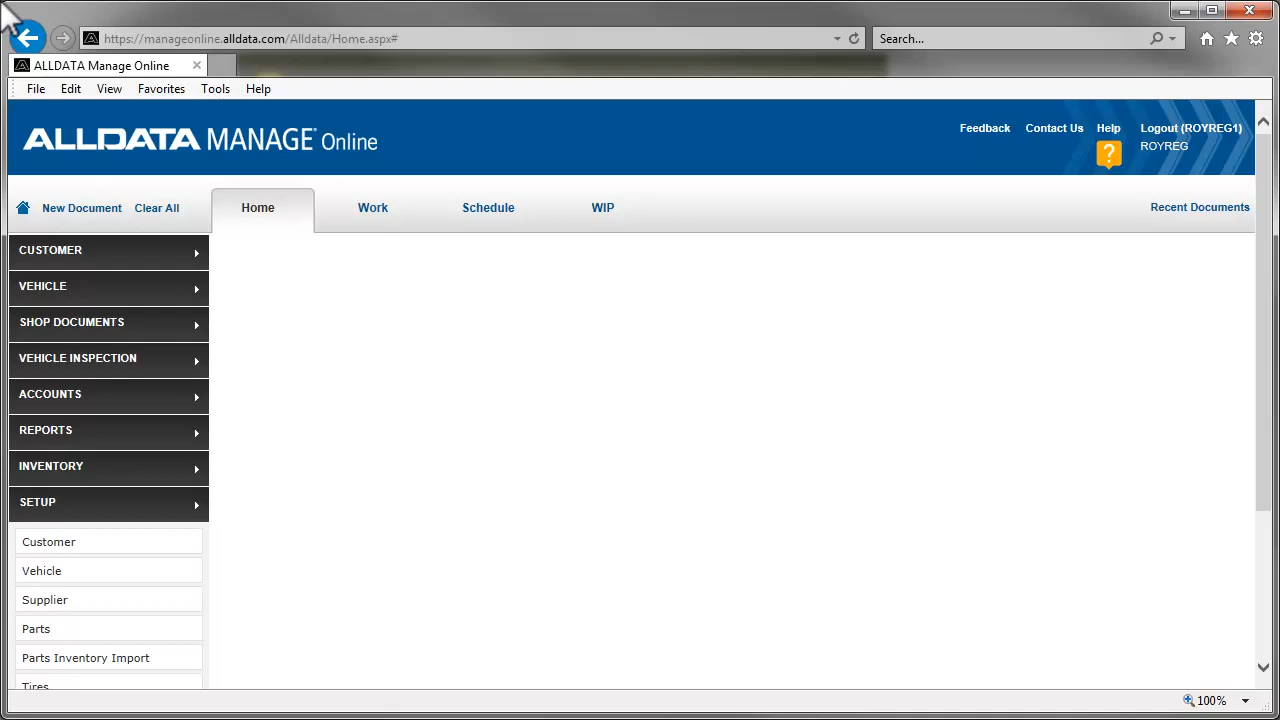 https://manageonline.alldata.com/Alldata/Home.aspx#
Search...
ALLDATA Manage Online
File Edit View Favorites Tools Help
ALLDATA MANAGE® Online
Feedback Contact Us Help Logout (ROYREG1)
?
ROYREG
New Document Clear All Home Work Schedule WIP Recent Documents
CUSTOMER
VEHICLE
SHOP DOCUMENTS
VEHICLE INSPECTION
ACCOUNTS
REPORTS
INVENTORY
SETUP
Customer
Vehicle
Supplier
Parts
Parts Inventory Import
Tires
100%